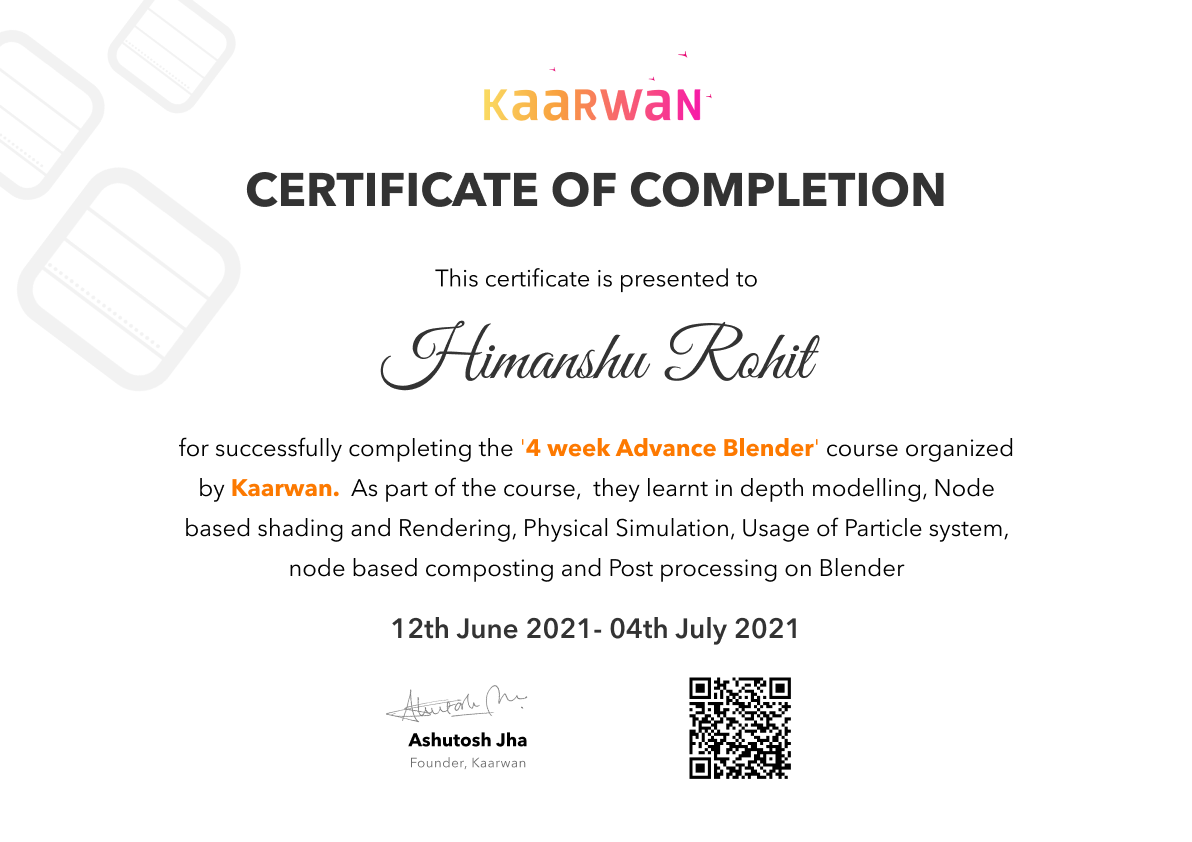 KaaRWaN
CERTIFICATE OF COMPLETION
This certificate is presented to
Himanshu Rohit
for successfully completing the '4 week Advance Blender' course organized
by Kaarwan. As part of the course, they learnt in depth modelling, Node
based shading and Rendering, Physical Simulation, Usage of Particle system,
node based composting and Post processing on Blender
12th June 2021- 04th July 2021
Ashutosh Jha
Founder, Kaarwan